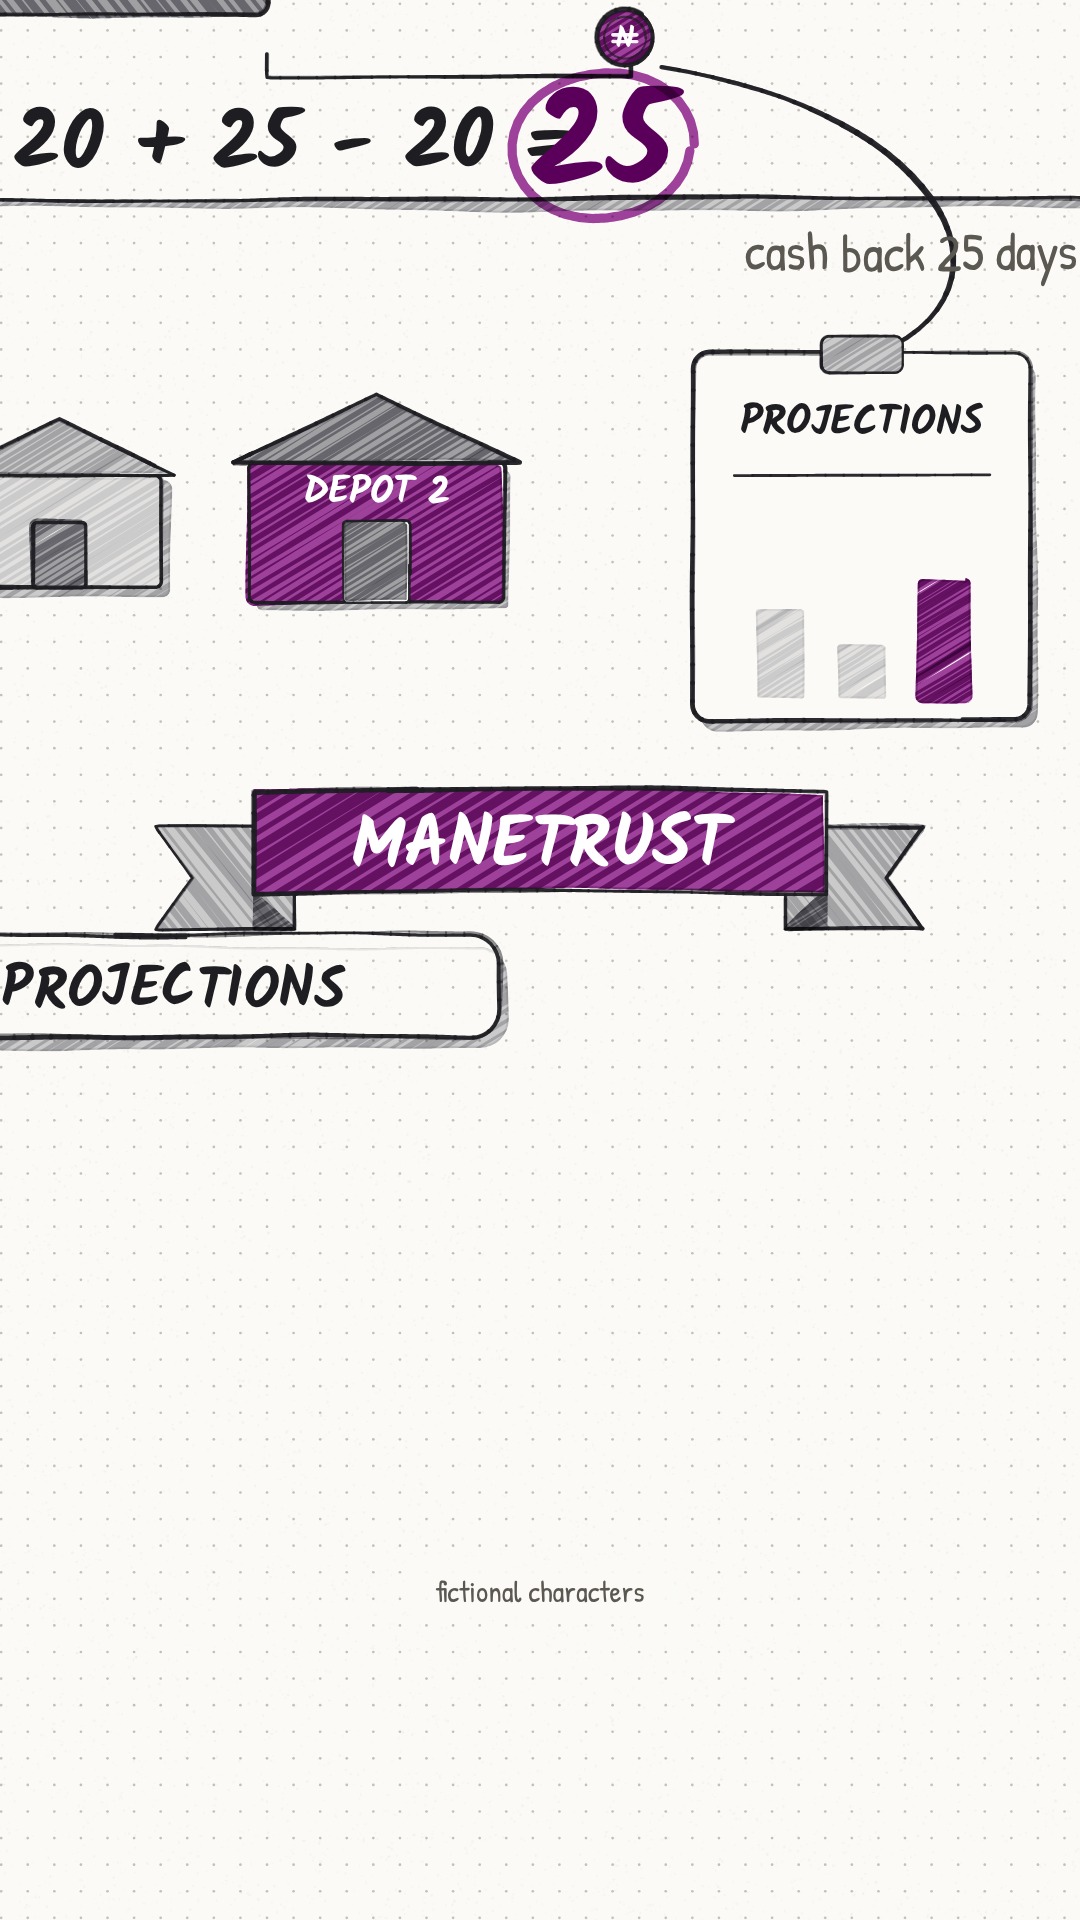 #
20 + 25 - 20 = 25
cash back 25 days
PROJECTIONS
DEPOT 2
MANETRUST
PROJECTIONS
fictional characters